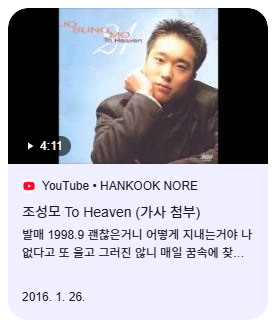 JO
SUNG
MO
To Heaven
21
4:11
YouTube • HANKOOK NORE
조성모 To Heaven (가사 첨부)
발매 1998.9 괜찮은거니 어떻게 지내는거야 나
없다고 또 울고 그러진 않니 매일 꿈속에 찾...
2016. 1. 26.